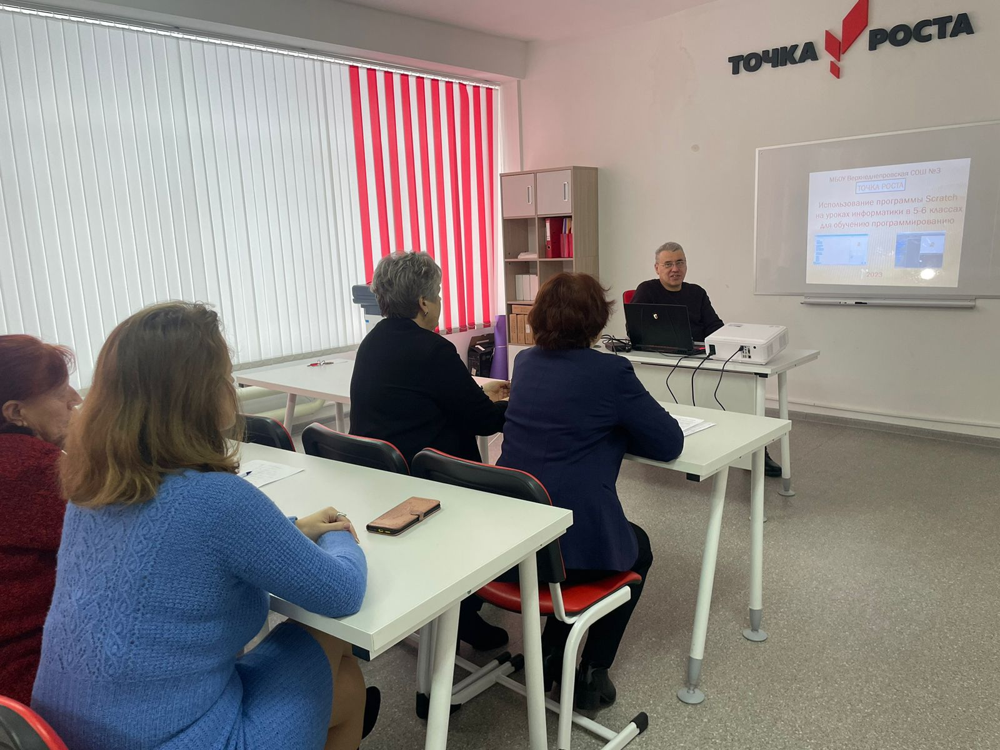 ТОЧКА РОСТА
МБОУ Верхнеднепровская СОШ №3
ТОЧКА РОСТА
Использование программы Scratch
на уроках информатики в 5-6 классах
для обучению программированию
2023